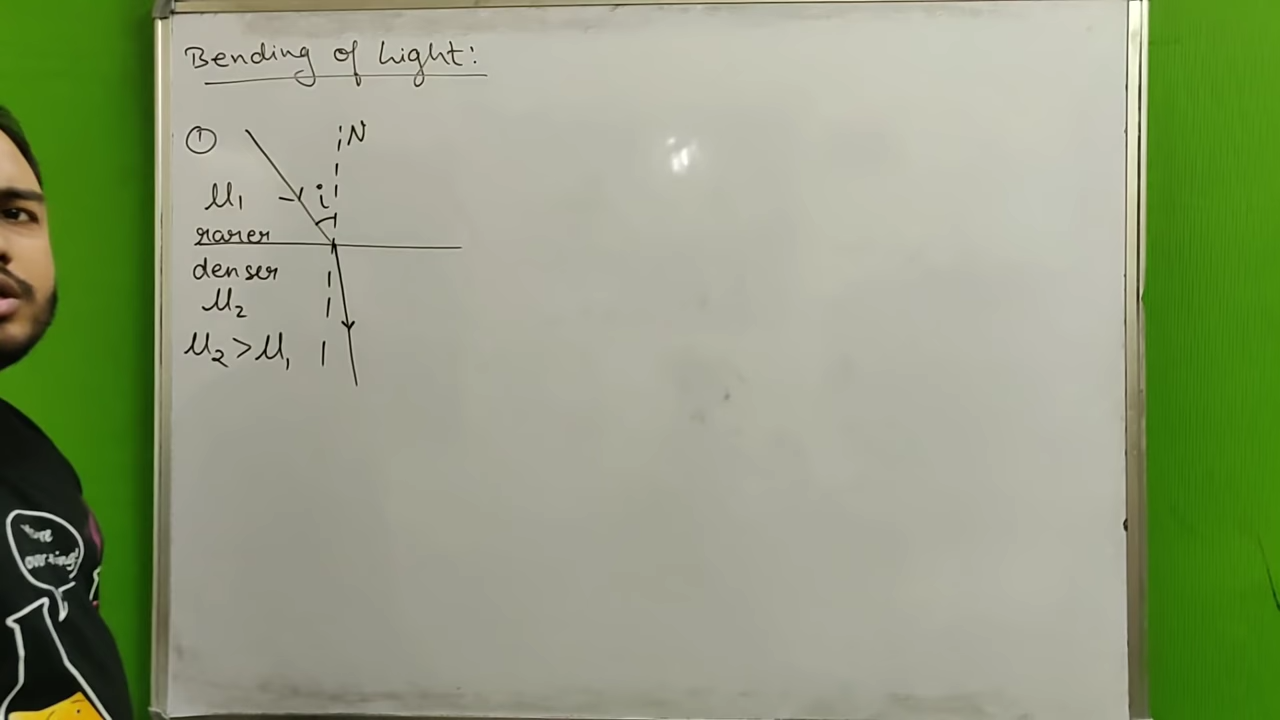 Bending of Light:
① N
μ₁ i
rarer
denser
μ₂
μ₂ > μ₁